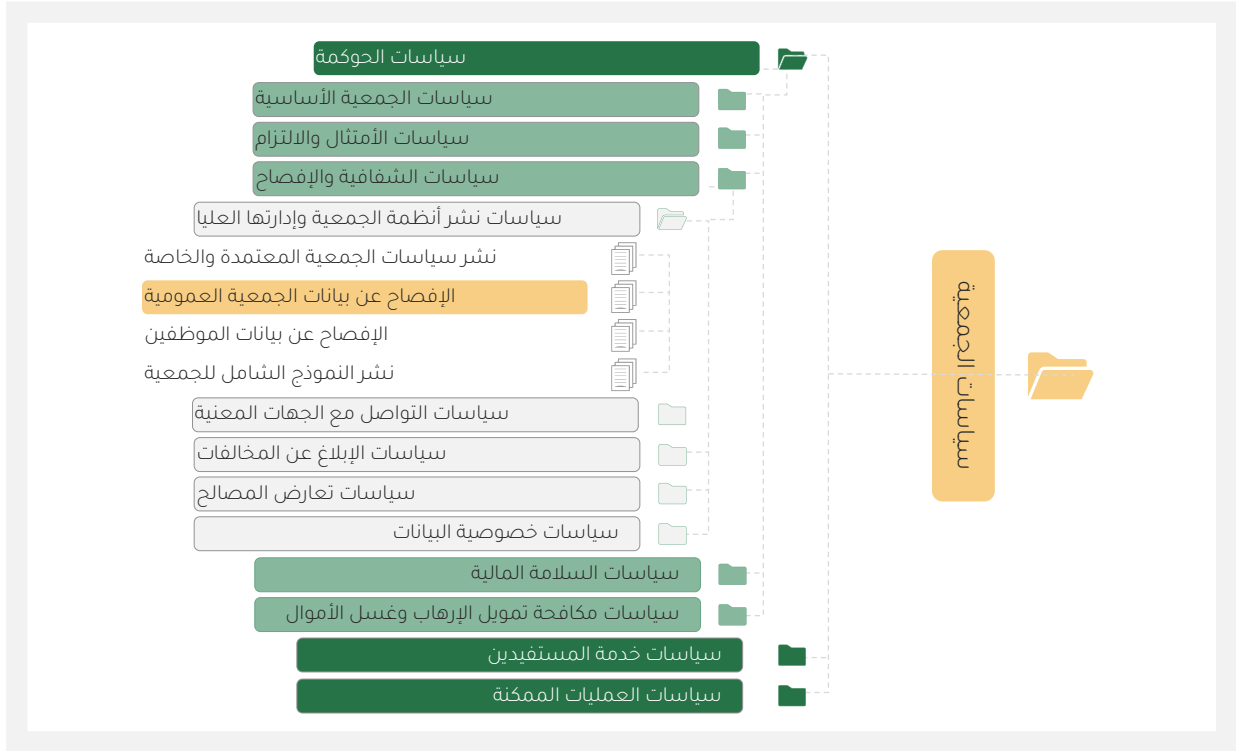 سياسات الجمعية
سياسات الحوكمة
سياسات الجمعية الأساسية
سياسات الأمتثال والالتزام
سياسات الشفافية والإفصاح
سياسات نشر أنظمة الجمعية وإدارتها العليا
نشر سياسات الجمعية المعتمدة والخاصة
الإفصاح عن بيانات الجمعية العمومية
الإفصاح عن بيانات الموظفين
نشر النموذج الشامل للجمعية
سياسات التواصل مع الجهات المعنية
سياسات الإبلاغ عن المخالفات
سياسات تعارض المصالح
سياسات خصوصية البيانات
سياسات السلامة المالية
سياسات مكافحة تمويل الإرهاب وغسل الأموال
سياسات خدمة المستفيدين
سياسات العمليات الممكنة